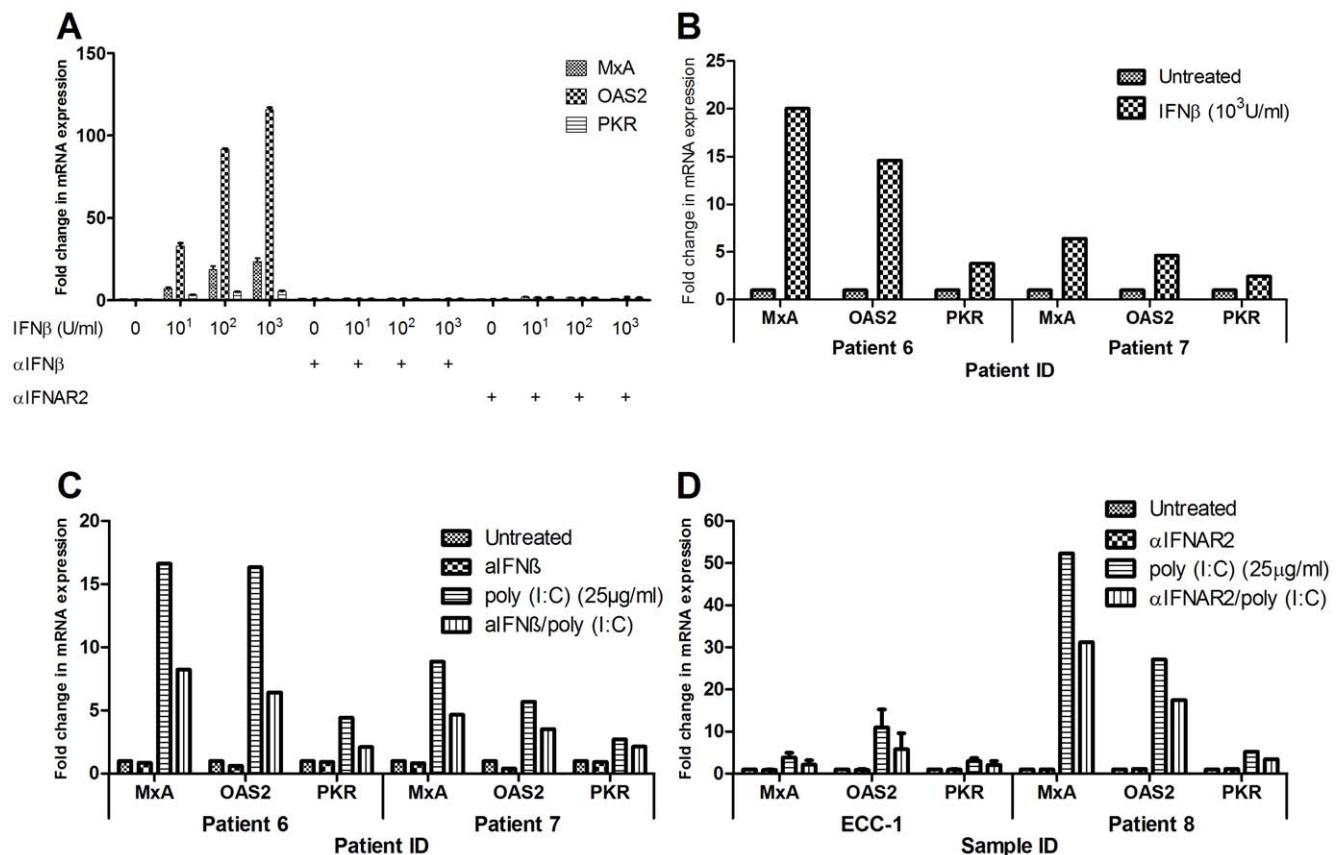 A
Fold change in mRNA expression
150
100
50
0
MxA
OAS2
PKR
IFNβ (U/ml) 0 10¹ 10² 10³ 0 10¹ 10² 10³ 0 10¹ 10² 10³
αIFNβ + + + +
αIFNAR2 + + + +
B
Fold change in mRNA expression
25
20
15
10
5
0
Untreated
IFNβ (10³U/ml)
MxA OAS2 PKR MxA OAS2 PKR
Patient 6 Patient 7
Patient ID
C
Fold change in mRNA expression
20
15
10
5
0
Untreated
aIFNß
poly (I:C) (25µg/ml)
aIFNß/poly (I:C)
MxA OAS2 PKR MxA OAS2 PKR
Patient 6 Patient 7
Patient ID
D
Fold change in mRNA expression
60
50
40
30
20
10
0
Untreated
αIFNAR2
poly (I:C) (25µg/ml)
αIFNAR2/poly (I:C)
MxA OAS2 PKR MxA OAS2 PKR
ECC-1 Patient 8
Sample ID